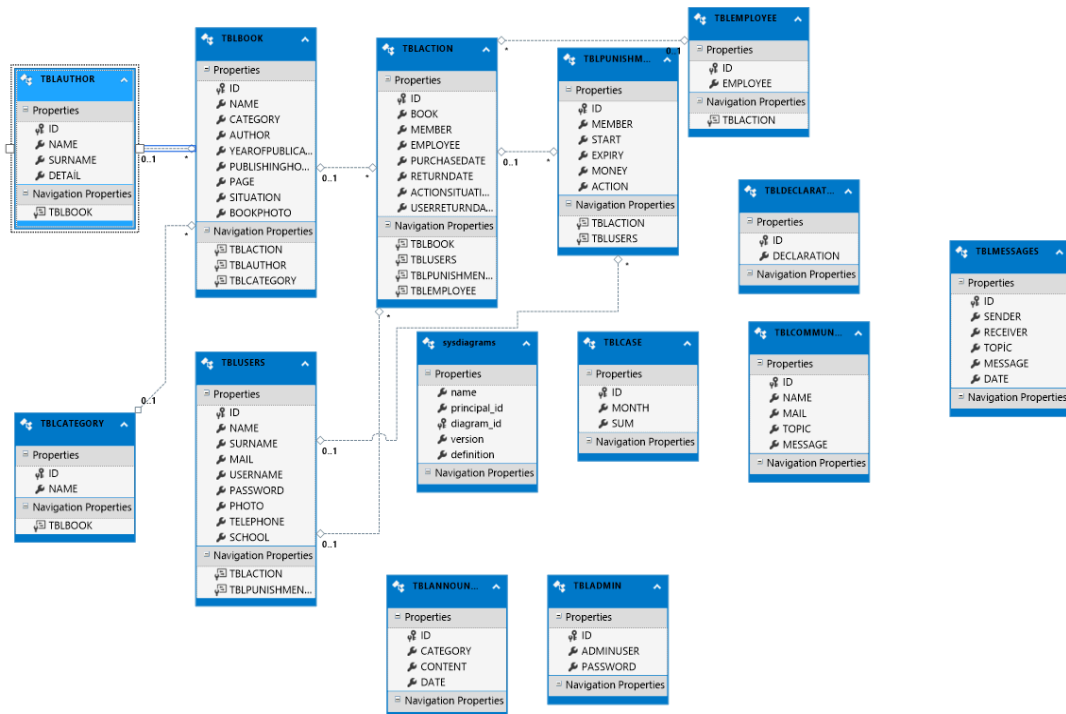 TBLAUTHOR
Properties
ID
NAME
SURNAME
DETAİL
Navigation Properties
TBLBOOK
0..1
*
TBLBOOK
Properties
ID
NAME
CATEGORY
AUTHOR
YEAROFPUBLICA...
PUBLISHINGHO...
PAGE
SITUATION
BOOKPHOTO
Navigation Properties
TBLACTION
TBLAUTHOR
TBLCATEGORY
*
0..1
*
TBLACTION
Properties
ID
BOOK
MEMBER
EMPLOYEE
PURCHASEDATE
RETURNDATE
ACTIONSITUATI...
USERRETURNDA...
Navigation Properties
TBLBOOK
TBLUSERS
TBLPUNISHMEN...
TBLEMPLOYEE
*
0..1
0..1
*
*
TBLPUNISHM...
Properties
ID
MEMBER
START
EXPIRY
MONEY
ACTION
Navigation Properties
TBLACTION
TBLUSERS
*
TBLEMPLOYEE
Properties
ID
EMPLOYEE
Navigation Properties
TBLACTION
TBLDECLARAT...
Properties
ID
DECLARATION
Navigation Properties
TBLMESSAGES
Properties
ID
SENDER
RECEIVER
TOPİC
MESSAGE
DATE
Navigation Properties
TBLCATEGORY
Properties
ID
NAME
Navigation Properties
TBLBOOK
0..1
TBLUSERS
Properties
ID
NAME
SURNAME
MAIL
USERNAME
PASSWORD
PHOTO
TELEPHONE
SCHOOL
Navigation Properties
TBLACTION
TBLPUNISHMEN...
0..1
0..1
sysdiagrams
Properties
name
principal_id
diagram_id
version
definition
Navigation Properties
TBLCASE
Properties
ID
MONTH
SUM
Navigation Properties
TBLCOMMUN...
Properties
ID
NAME
MAIL
TOPIC
MESSAGE
Navigation Properties
TBLANNOUN...
Properties
ID
CATEGORY
CONTENT
DATE
Navigation Properties
TBLADMIN
Properties
ID
ADMINUSER
PASSWORD
Navigation Properties